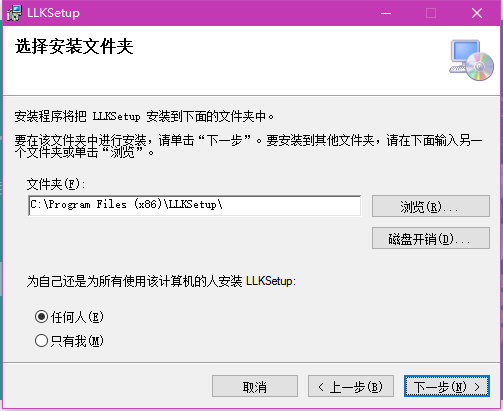 LLKSetup
选择安装文件夹
安装程序将把 LLKSetup 安装到下面的文件夹中。
要在该文件夹中进行安装，请单击“下一步”。要安装到其他文件夹，请在下面输入另一
个文件夹或单击“浏览”。
文件夹(F):
C:\Program Files (x86)\LLKSetup\
浏览(R)...
磁盘开销(D)...
为自己还是为所有使用该计算机的人安装 LLKSetup:
任何人(E)
只有我(M)
取消
< 上一步(B)
下一步(N) >